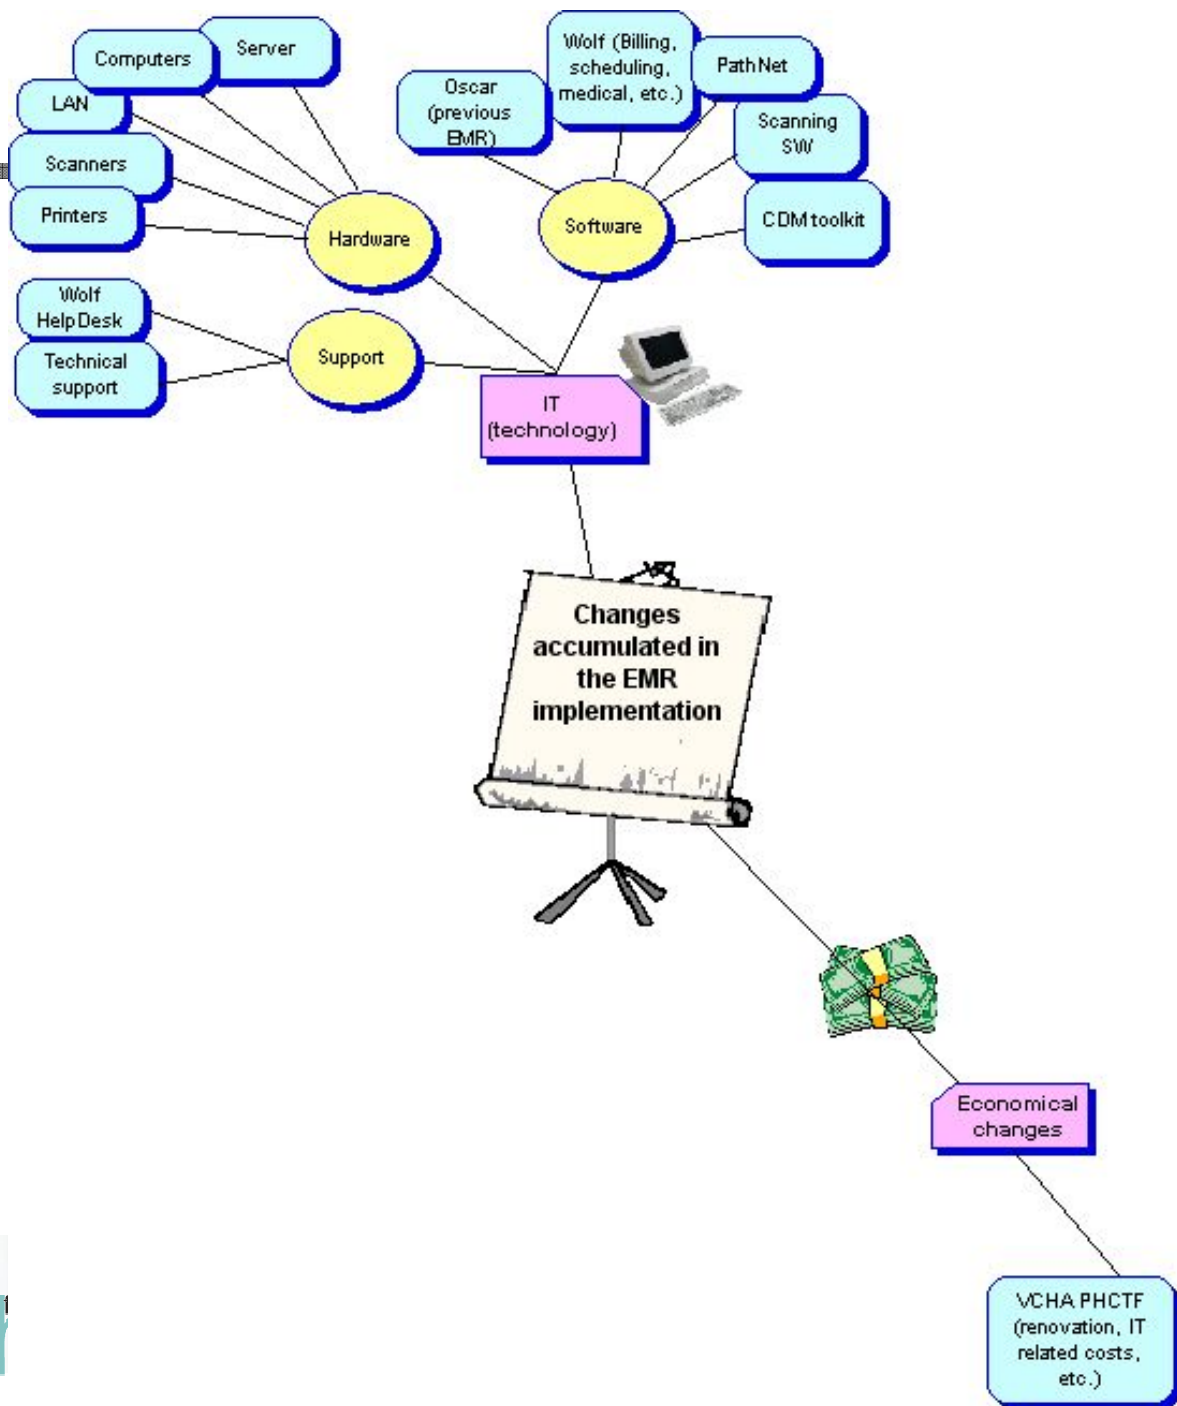 Server
Computers
LAN
Scanners
Printers
Hardware
Wolf
Help Desk
Technical
support
Support
Oscar
(previous
EMR)
Wolf (Billing,
scheduling,
medical, etc.)
PathNet
Scanning
SW
CDM toolkit
Software
IT
(technology)
Changes
accumulated in
the EMR
implementation
Economical
changes
VCHA PHCTF
(renovation, IT
related costs,
etc.)